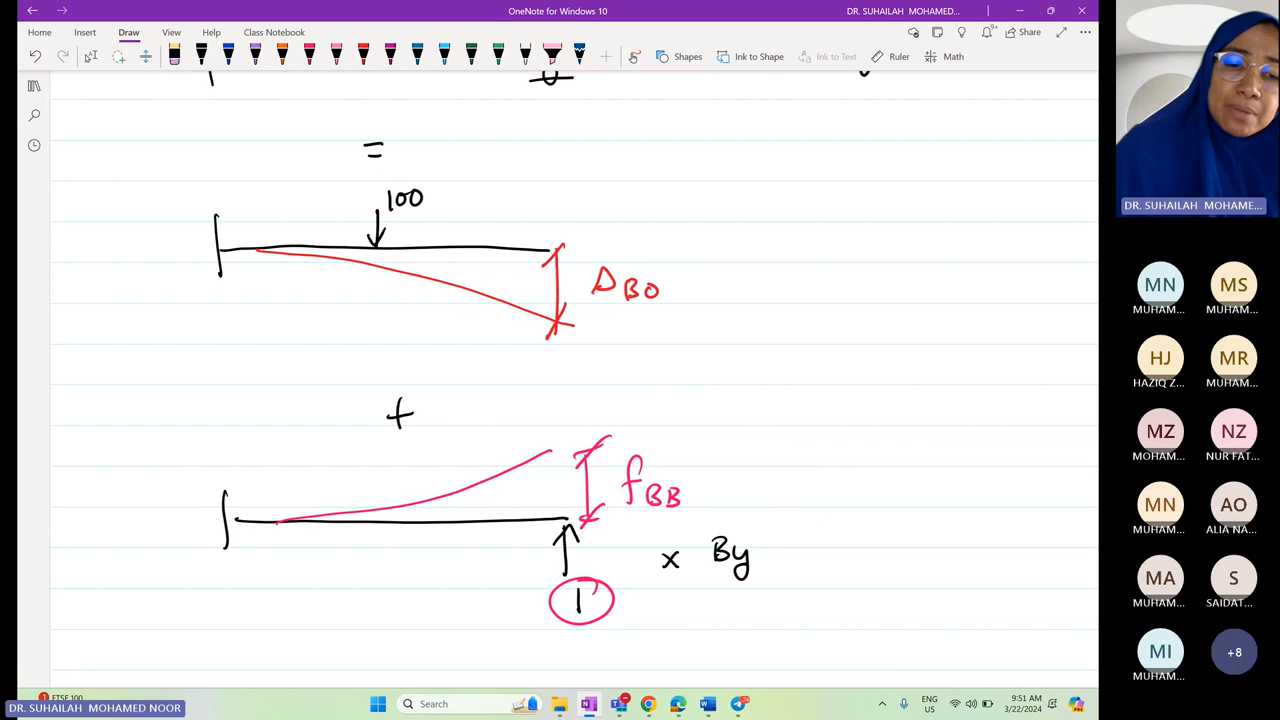 OneNote for Windows 10
DR. SUHAILAH MOHAMED...
Home Insert Draw View Help Class Notebook
Share
Shapes Ink to Shape Ink to Text Ruler Math
=
100
ΔBO
+
fBB
x By
1
DR. SUHAILAH MOHAME...
MN MS
MUHAM... MUHAM...
HJ MR
HAZIQ Z... MUHAM...
MZ NZ
MOHAM... NUR FAT...
MN AO
MUHAM... ALIA NA...
MA S
MUHAM... SAIDAT...
MI +8
MUHAM...
FTSE 100
DR. SUHAILAH MOHAMED NOOR
Search
ENG
US
9:51 AM
3/22/2024